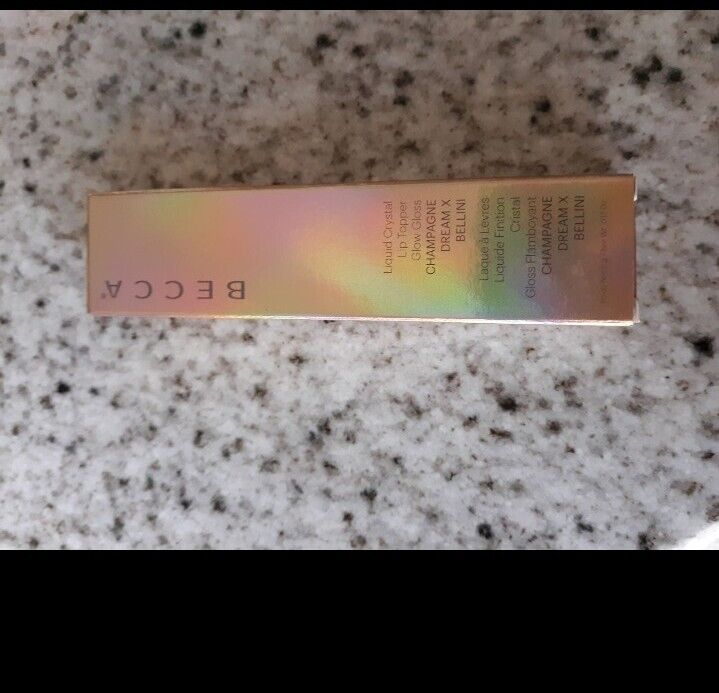 BECCA
Liquid Crystal
Lip Topper
Glow Gloss
CHAMPAGNE
DREAM X
BELLINI
Laque à Lèvres
Liquide Finition
Cristal
Gloss Flamboyant
CHAMPAGNE
DREAM X
BELLINI